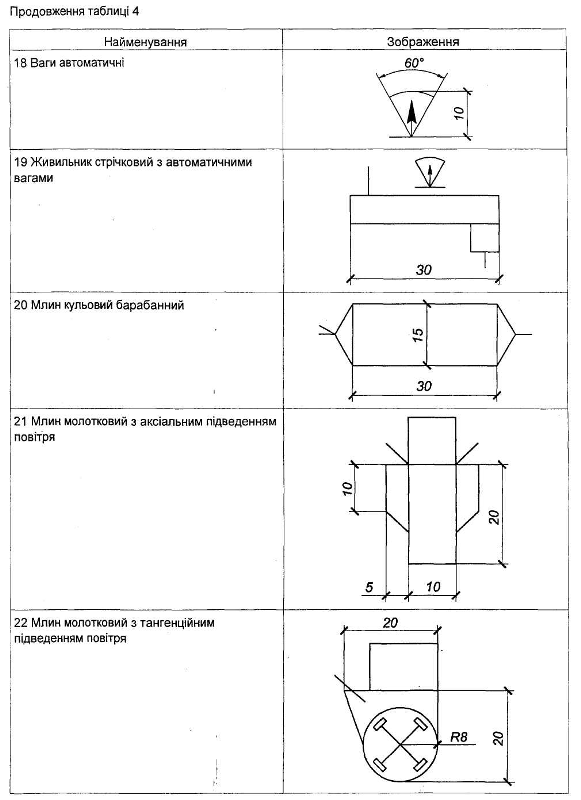 Продовження таблиці 4
Найменування
Зображення
18 Ваги автоматичні
60°
10
19 Живильник стрічковий з автоматичними
вагами
30
20 Млин кульовий барабанний
15
30
21 Млин молотковий з аксіальним підведенням
повітря
10
20
5
10
22 Млин молотковий з тангенційним
підведенням повітря
20
20
R8